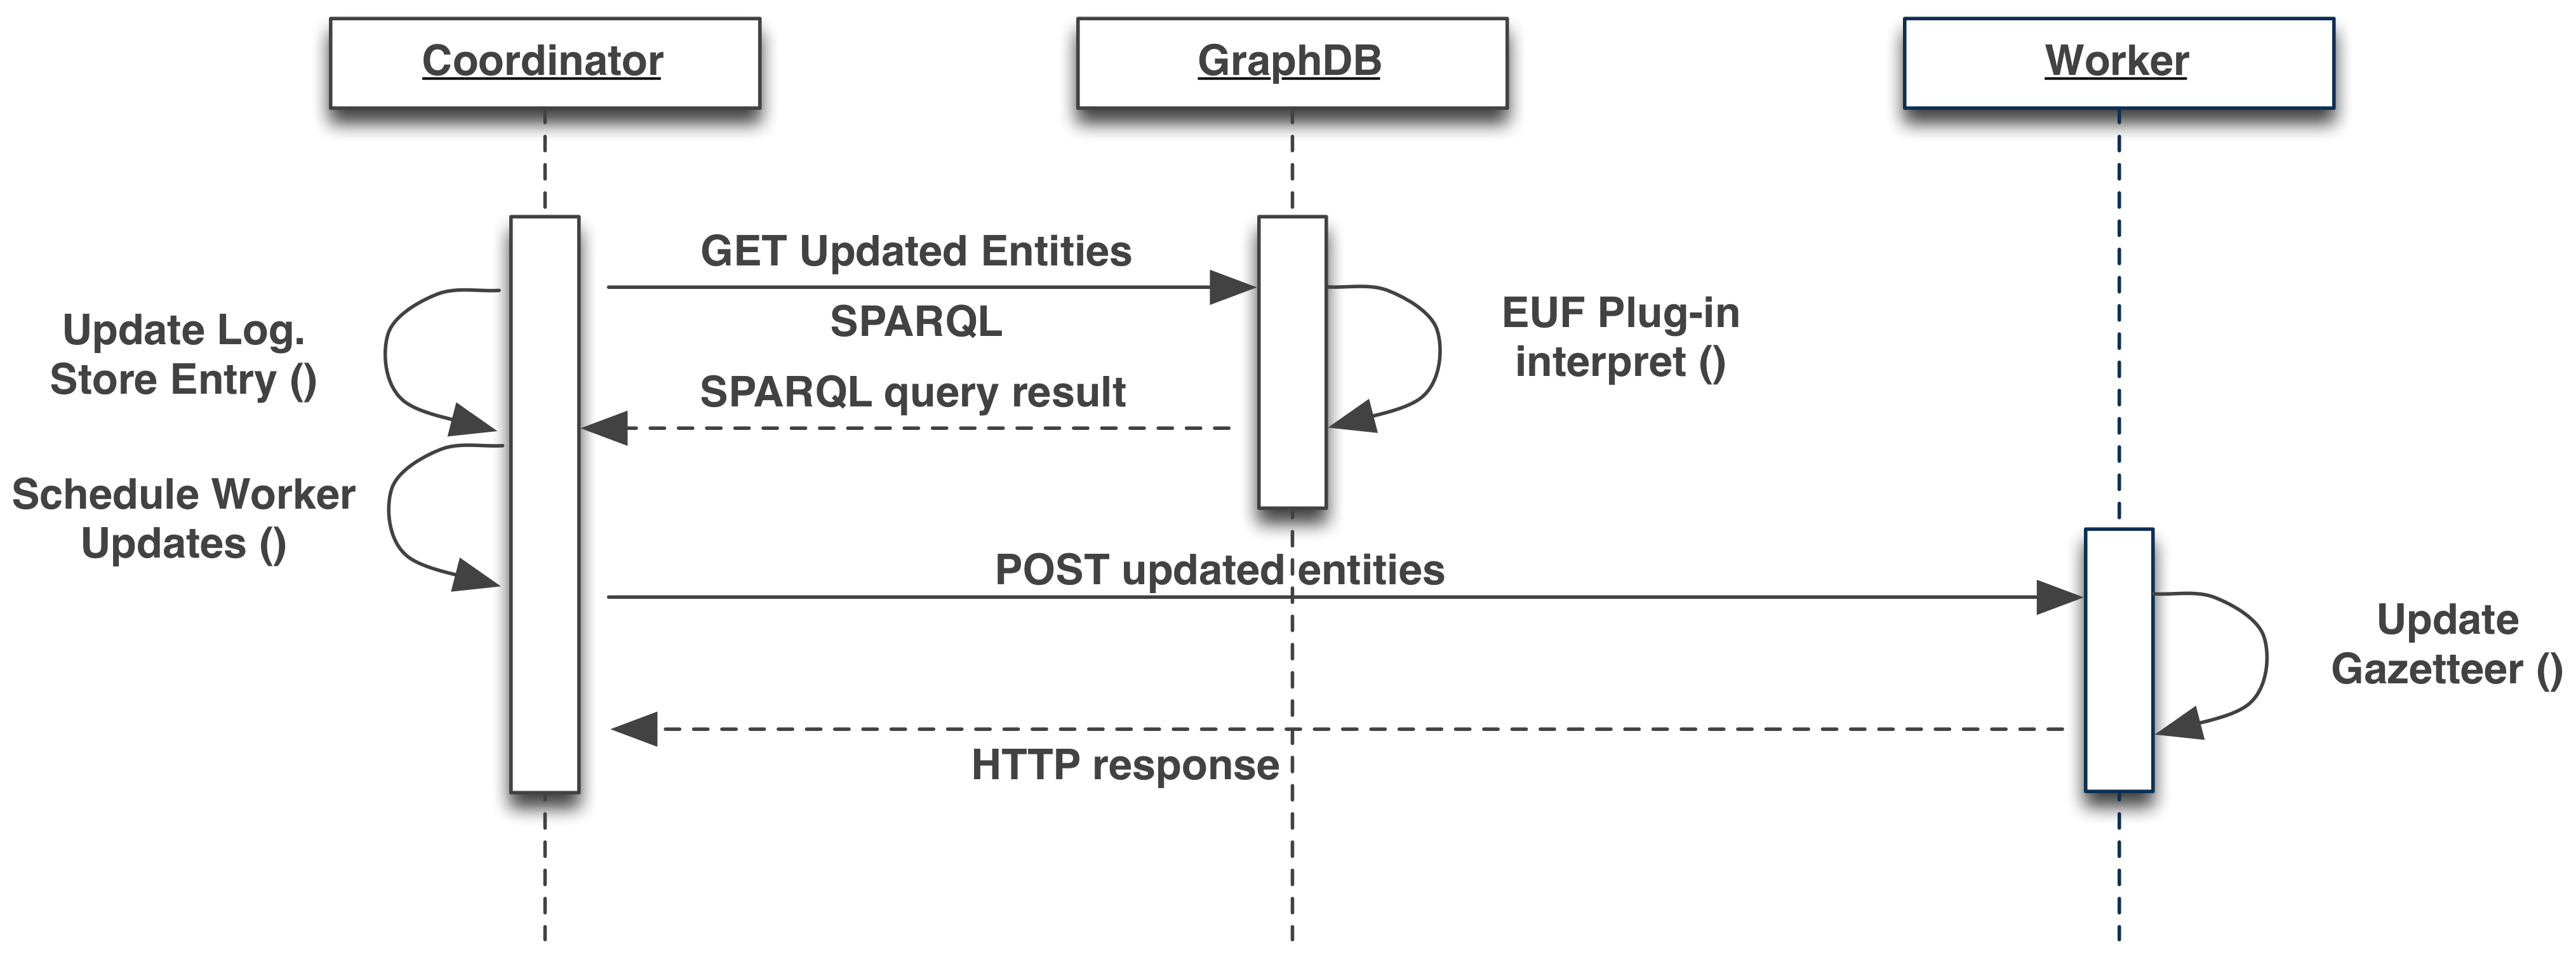 Coordinator
GraphDB
Worker
GET Updated Entities
SPARQL
EUF Plug-in
interpret ()
Update Log.
Store Entry ()
SPARQL query result
Schedule Worker
Updates ()
POST updated entities
Update
Gazetteer ()
HTTP response